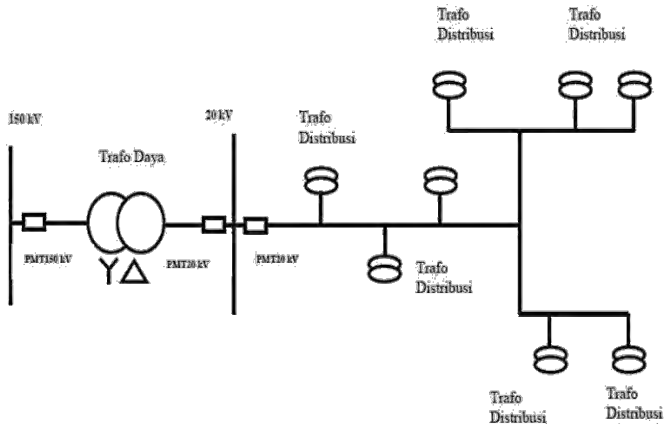 Trafo
Distribusi
Trafo
Distribusi
150 kV
20 kV
Trafo
Distribusi
Trafo Daya
PMT150 kV
PMT20 kV
PMT20 kV
Trafo
Distribusi
Trafo
Distribusi
Trafo
Distribusi